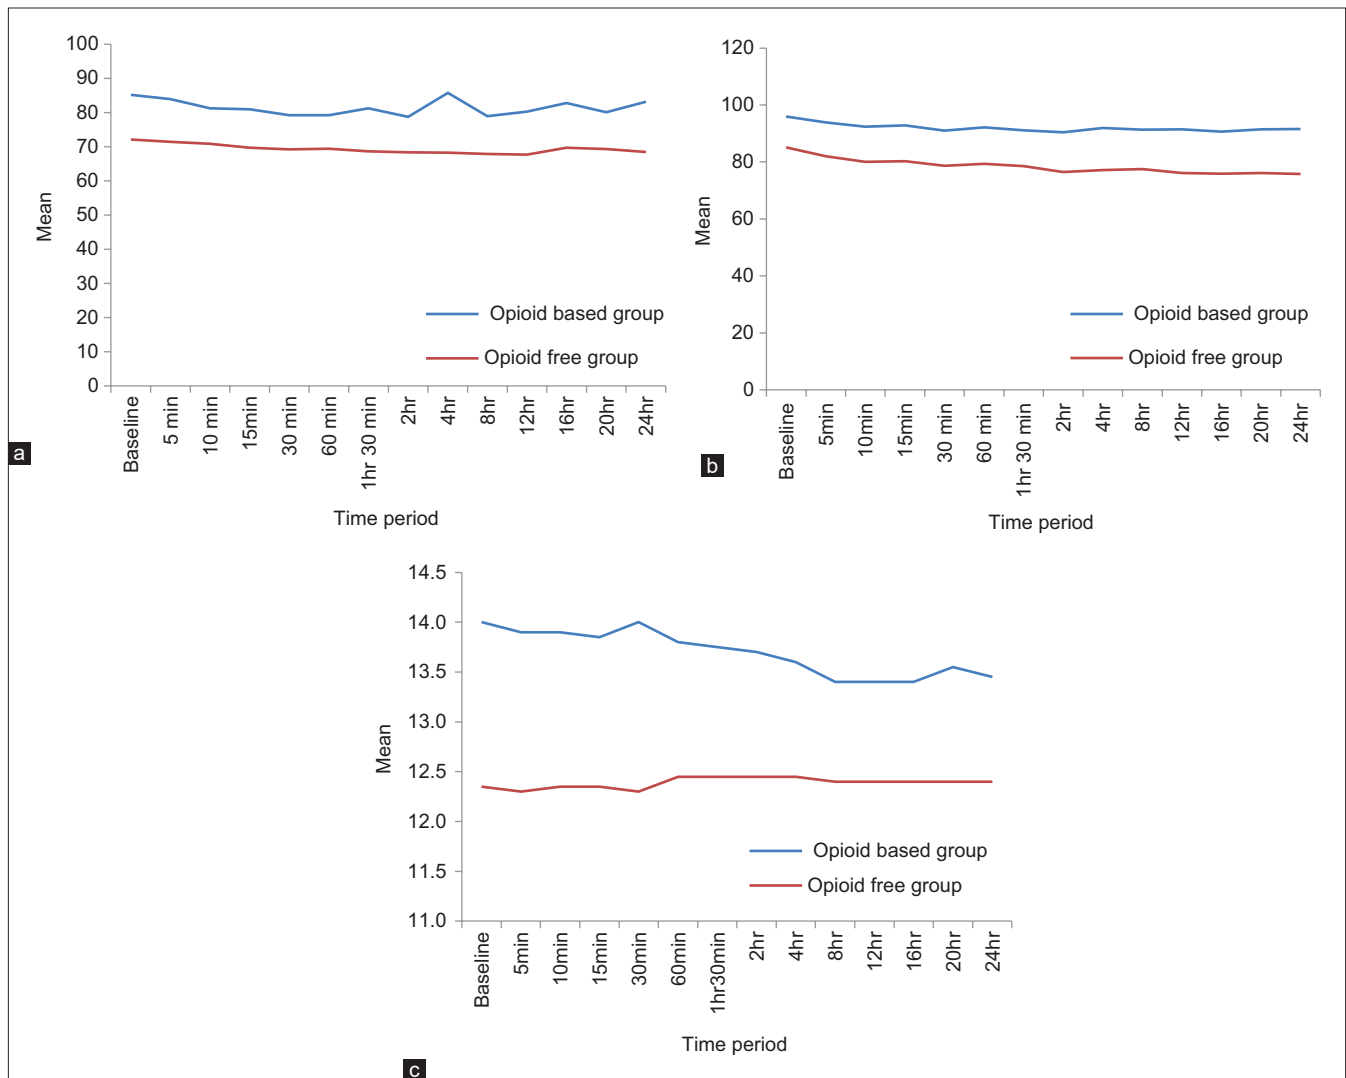 100
90
80
70
60
50
40
30
20
10
0
Mean
Opioid based group
Opioid free group
Baseline
5 min
10 min
15min
30 min
60 min
1hr 30 min
2hr
4hr
8hr
12hr
16hr
20hr
24hr
Time period
a
120
100
80
60
40
20
0
Mean
Opioid based group
Opioid free group
Baseline
5min
10min
15min
30 min
60 min
1hr 30 min
2hr
4hr
8hr
12hr
16hr
20hr
24hr
Time period
b
14.5
14.0
13.5
13.0
12.5
12.0
11.5
11.0
Mean
Opioid based group
Opioid free group
Baseline
5min
10min
15min
30min
60min
1hr30min
2hr
4hr
8hr
12hr
16hr
20hr
24hr
Time period
c